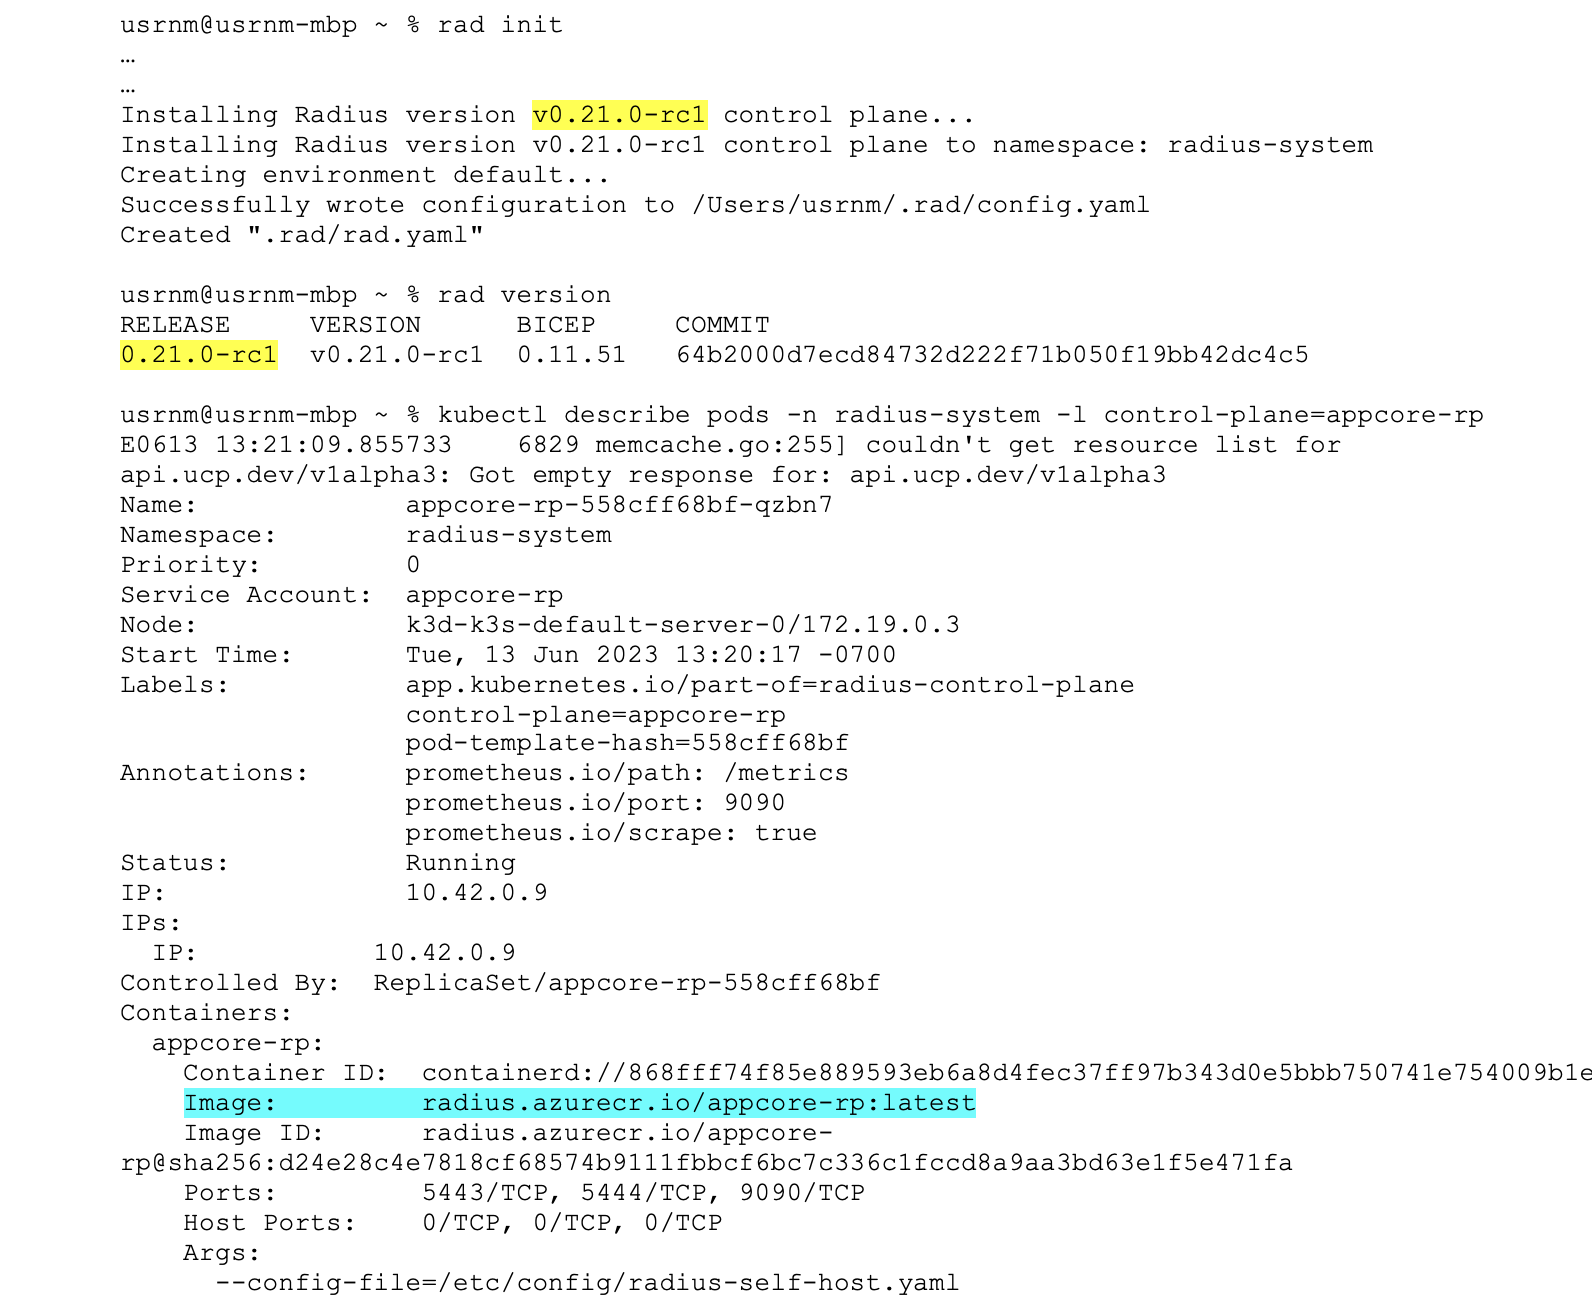 usrnm@usrnm-mbp ~ % rad init
…
…
Installing Radius version v0.21.0-rc1 control plane...
Installing Radius version v0.21.0-rc1 control plane to namespace: radius-system
Creating environment default...
Successfully wrote configuration to /Users/usrnm/.rad/config.yaml
Created ".rad/rad.yaml"

usrnm@usrnm-mbp ~ % rad version
RELEASE     VERSION      BICEP     COMMIT
0.21.0-rc1  v0.21.0-rc1  0.11.51   64b2000d7ecd84732d222f71b050f19bb42dc4c5

usrnm@usrnm-mbp ~ % kubectl describe pods -n radius-system -l control-plane=appcore-rp
E0613 13:21:09.855733    6829 memcache.go:255] couldn't get resource list for
api.ucp.dev/v1alpha3: Got empty response for: api.ucp.dev/v1alpha3
Name:             appcore-rp-558cff68bf-qzbn7
Namespace:        radius-system
Priority:         0
Service Account:  appcore-rp
Node:             k3d-k3s-default-server-0/172.19.0.3
Start Time:       Tue, 13 Jun 2023 13:20:17 -0700
Labels:           app.kubernetes.io/part-of=radius-control-plane
                  control-plane=appcore-rp
                  pod-template-hash=558cff68bf
Annotations:      prometheus.io/path: /metrics
                  prometheus.io/port: 9090
                  prometheus.io/scrape: true
Status:           Running
IP:               10.42.0.9
IPs:
  IP:           10.42.0.9
Controlled By:  ReplicaSet/appcore-rp-558cff68bf
Containers:
  appcore-rp:
    Container ID:  containerd://868fff74f85e889593eb6a8d4fec37ff97b343d0e5bbb750741e754009b1e
    Image:         radius.azurecr.io/appcore-rp:latest
    Image ID:      radius.azurecr.io/appcore-
rp@sha256:d24e28c4e7818cf68574b9111fbbcf6bc7c336c1fccd8a9aa3bd63e1f5e471fa
    Ports:         5443/TCP, 5444/TCP, 9090/TCP
    Host Ports:    0/TCP, 0/TCP, 0/TCP
    Args:
      --config-file=/etc/config/radius-self-host.yaml